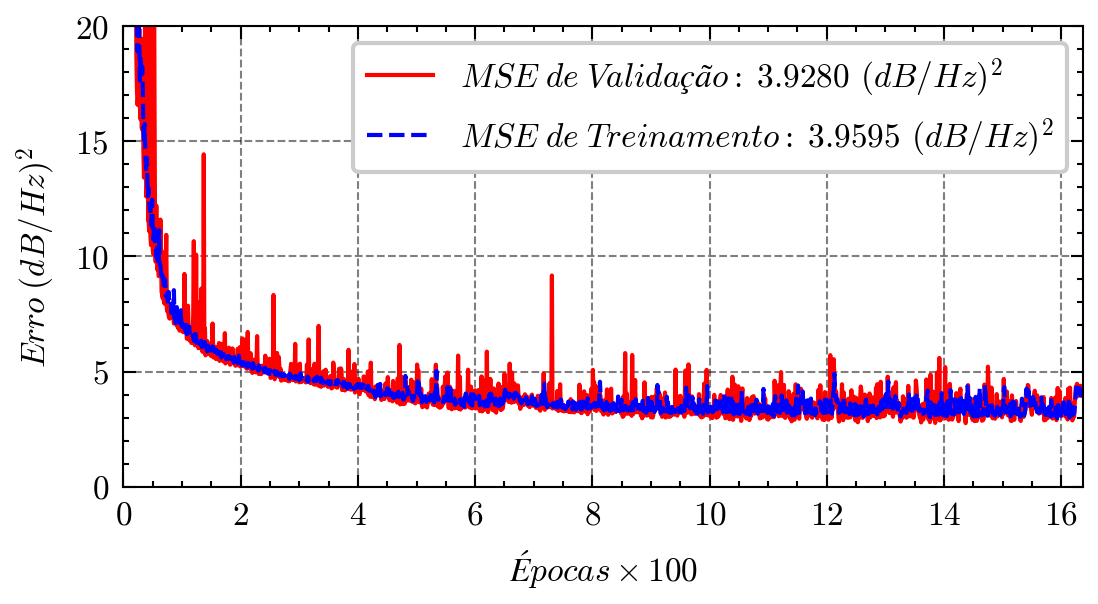 20
15
10
5
0
Erro (dB/Hz)²
MSE de Validação : 3.9280 (dB/Hz)²
MSE de Treinamento : 3.9595 (dB/Hz)²
0 2 4 6 8 10 12 14 16
Épocas × 100